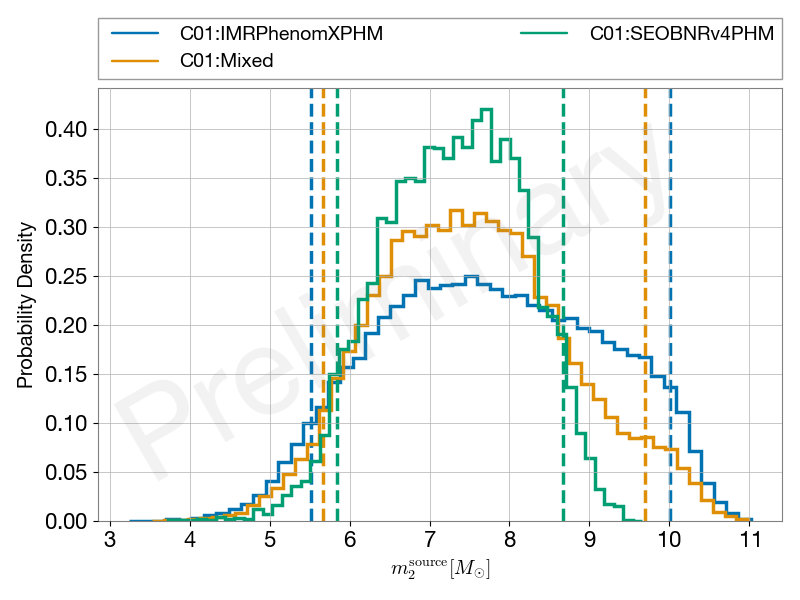 C01:IMRPhenomXPHM
C01:Mixed
C01:SEOBNRv4PHM
Preliminary
Probability Density
0.40
0.35
0.30
0.25
0.20
0.15
0.10
0.05
0.00
3 4 5 6 7 8 9 10 11
m₂^source [M_⊙]